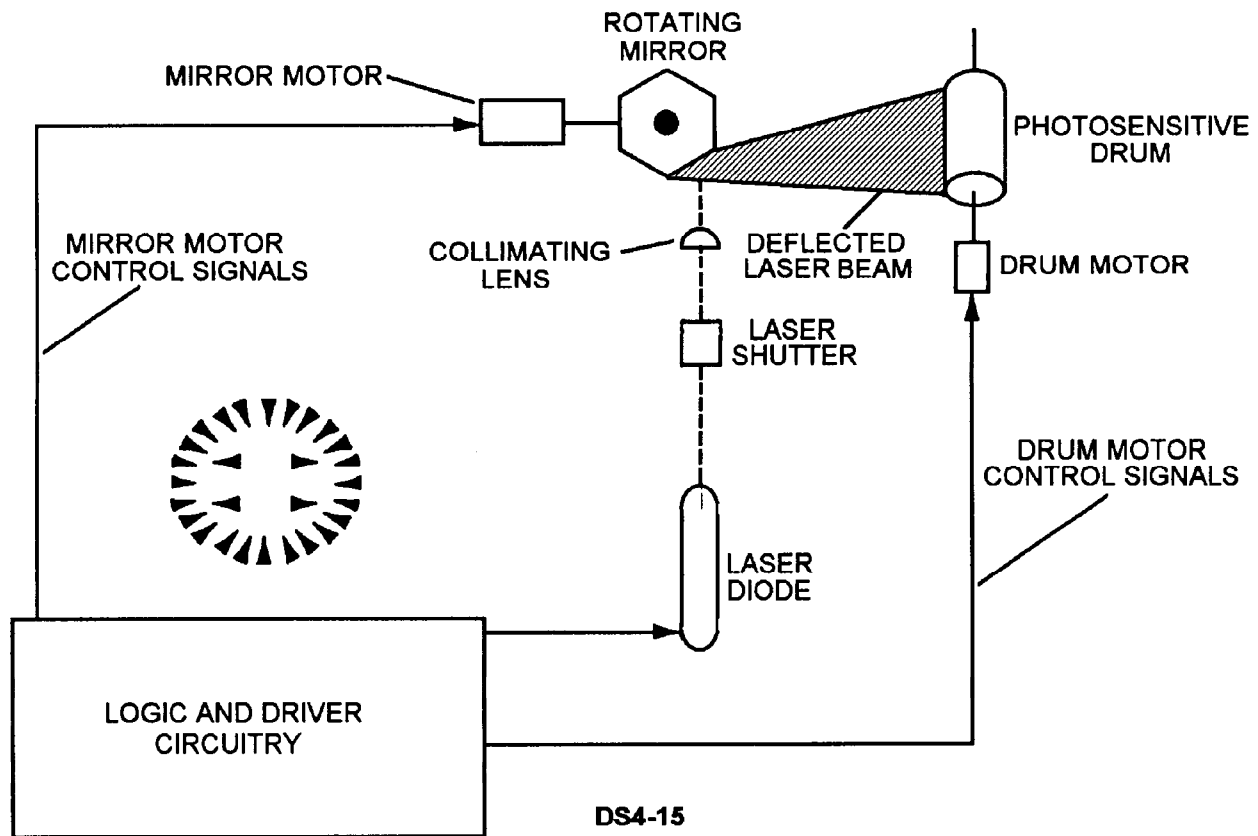 ROTATING
MIRROR
MIRROR MOTOR
PHOTOSENSITIVE
DRUM
MIRROR MOTOR
CONTROL SIGNALS
COLLIMATING
LENS
DEFLECTED
LASER BEAM
DRUM MOTOR
LASER
SHUTTER
DRUM MOTOR
CONTROL SIGNALS
LASER
DIODE
LOGIC AND DRIVER
CIRCUITRY
DS4-15